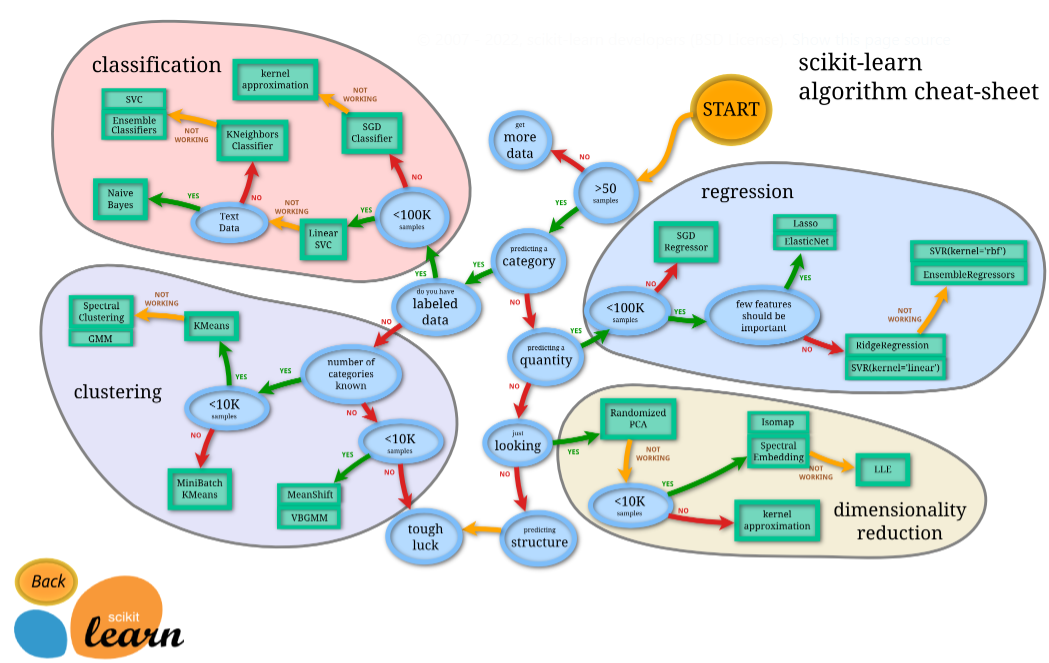 scikit-learn
algorithm cheat-sheet
START
classification
kernel
approximation
NOT
WORKING
SVC
Ensemble
Classifiers
NOT
WORKING
KNeighbors
Classifier
SGD
Classifier
NO
Naive
Bayes
YES
NO
Text
Data
NOT
WORKING
Linear
SVC
YES
<100K
samples
get
more
data
NO
>50
samples
YES
predicting a
category
YES
YES
do you have
labeled
data
NO
NO
predicting a
quantity
YES
NO
just
looking
YES
NO
predicting
structure
tough
luck
regression
SGD
Regressor
NO
<100K
samples
YES
Lasso
ElasticNet
YES
few features
should be
important
NO
SVR(kernel='rbf')
EnsembleRegressors
NOT
WORKING
RidgeRegression
SVR(kernel='linear')
clustering
Spectral
Clustering
GMM
NOT
WORKING
KMeans
YES
<10K
samples
NO
MiniBatch
KMeans
YES
number of
categories
known
NO
<10K
samples
YES
NO
MeanShift
VBGMM
dimensionality
reduction
Randomized
PCA
NOT
WORKING
<10K
samples
YES
NO
Isomap
Spectral
Embedding
NOT
WORKING
LLE
kernel
approximation
Back
scikit
learn